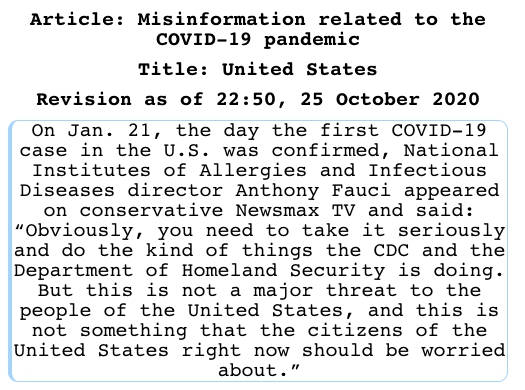 Article: Misinformation related to the
COVID-19 pandemic
Title: United States
Revision as of 22:50, 25 October 2020
On Jan. 21, the day the first COVID-19
case in the U.S. was confirmed, National
Institutes of Allergies and Infectious
Diseases director Anthony Fauci appeared
on conservative Newsmax TV and said:
“Obviously, you need to take it seriously
and do the kind of things the CDC and the
Department of Homeland Security is doing.
But this is not a major threat to the
people of the United States, and this is
not something that the citizens of the
United States right now should be worried
about.”